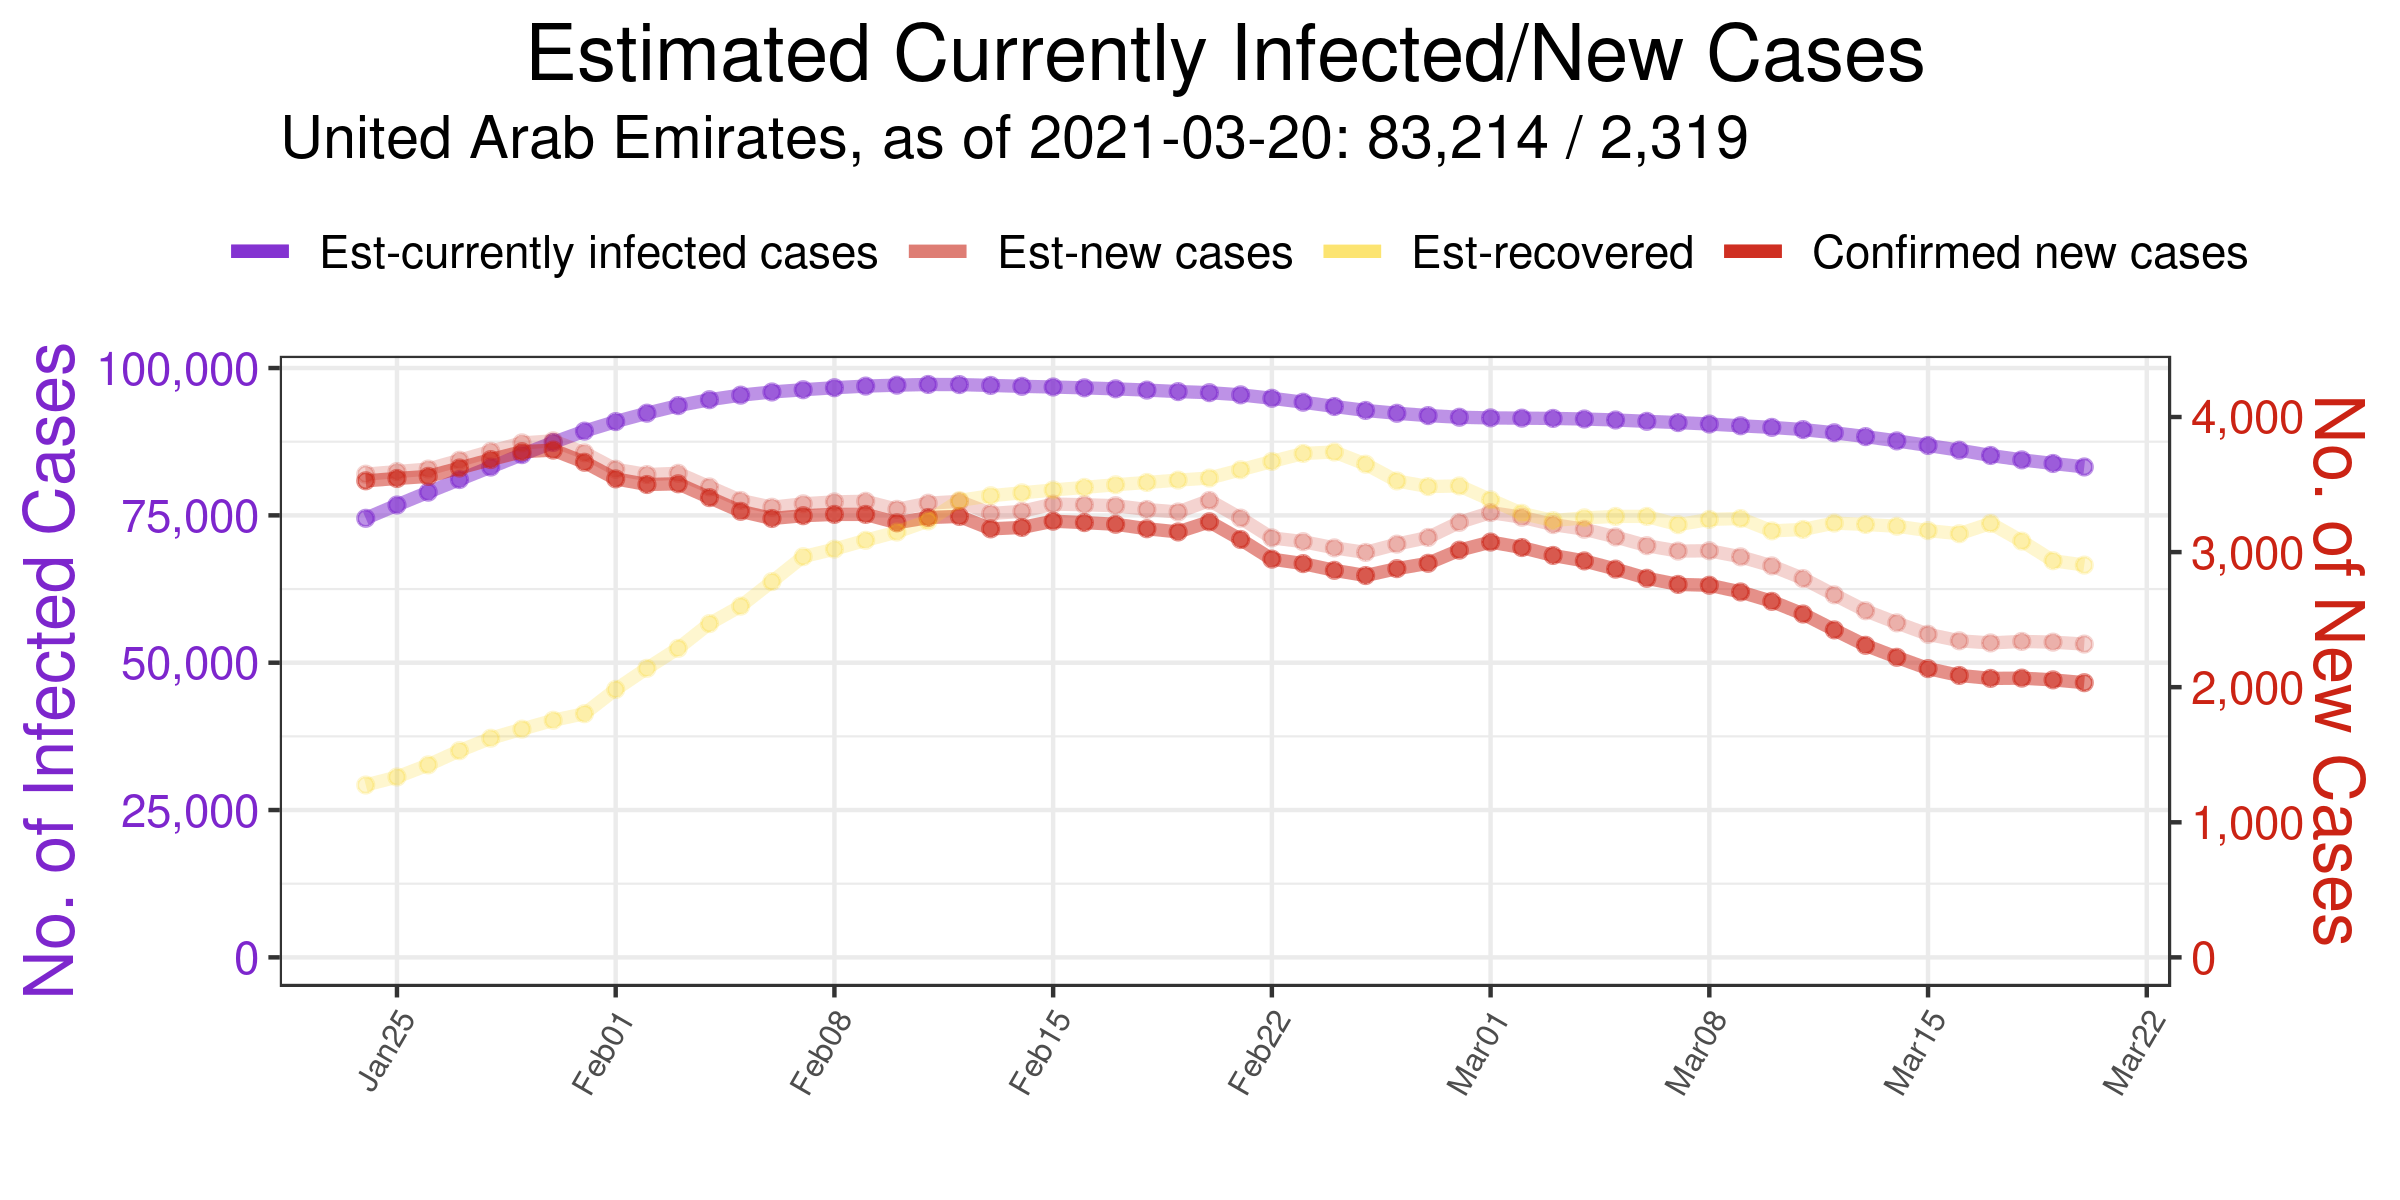 Estimated Currently Infected/New Cases
United Arab Emirates, as of 2021-03-20: 83,214 / 2,319
Est-currently infected cases Est-new cases Est-recovered Confirmed new cases
No. of Infected Cases
100,000
75,000
50,000
25,000
0
4,000
3,000
2,000
1,000
0
No. of New Cases
Jan25 Feb01 Feb08 Feb15 Feb22 Mar01 Mar08 Mar15 Mar22